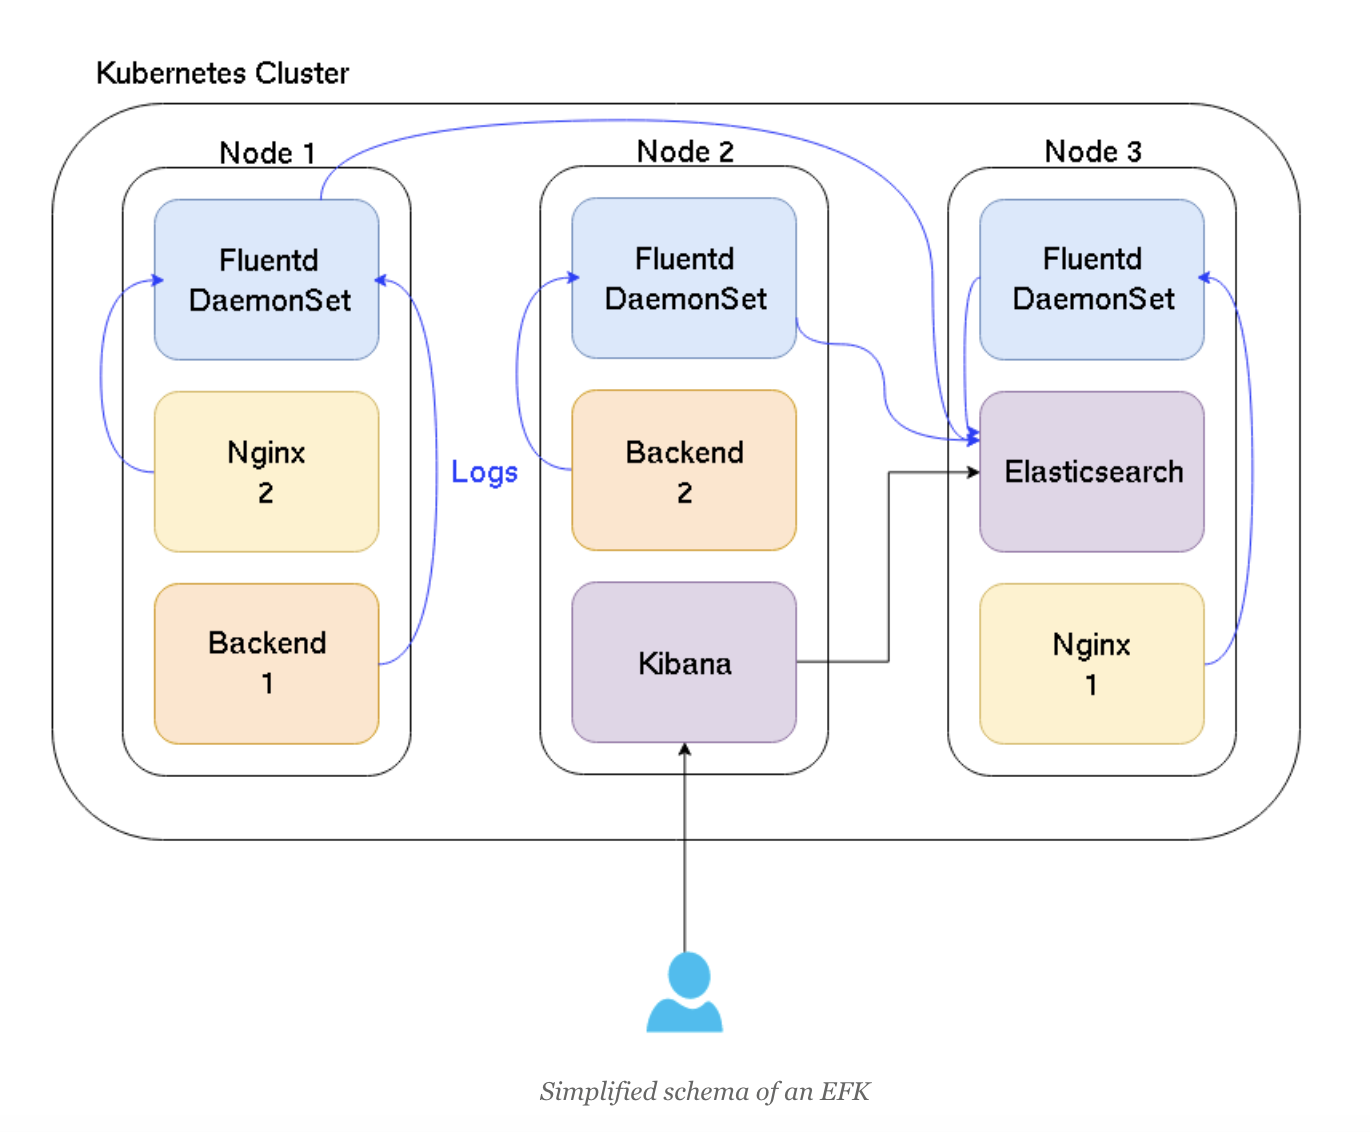 Kubernetes Cluster
Node 1
Fluentd
DaemonSet
Nginx
2
Backend
1
Logs
Node 2
Fluentd
DaemonSet
Backend
2
Kibana
Node 3
Fluentd
DaemonSet
Elasticsearch
Nginx
1
Simplified schema of an EFK